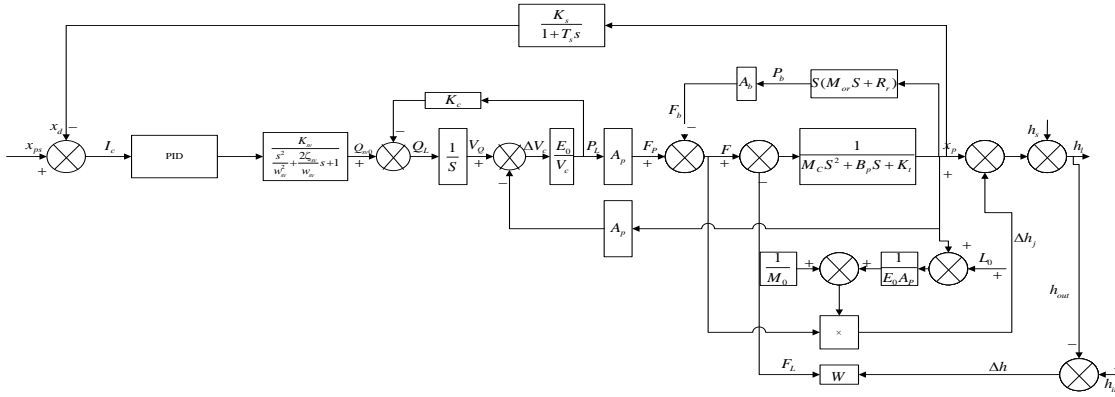 K_s
1+T_s s
x_ps
+
x_d
−
I_c
PID
K_sv
s^2/w_sv^2 + 2ζ_sv/w_sv s+1
Q_sv0
+
−
K_c
Q_L
1
S
V_Q
+
−
ΔV_c
E_0
V_c
P_L
A_p
F_P
+
F_b
−
A_b
P_b
S(M_or S + R_r)
F
+
−
1
M_C S^2 + B_p S + K_t
x_p
+
h_s
h_t
A_p
Δh_j
1
M_0
+
+
1
E_0 A_P
+
L_0
+
×
h_out
−
F_L
W
Δh